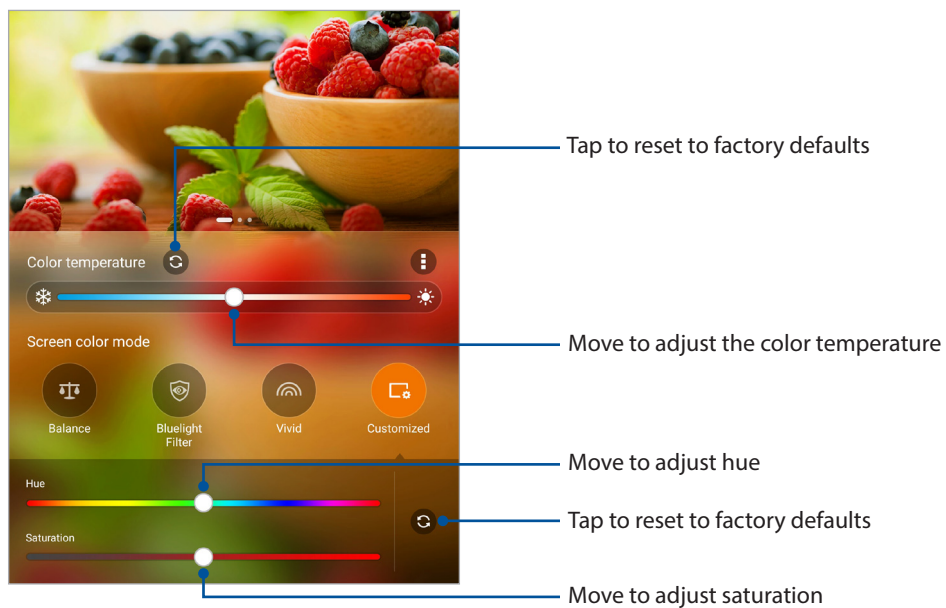 Tap to reset to factory defaults
Color temperature
Move to adjust the color temperature
Screen color mode
Balance
Bluelight
Filter
Vivid
Customized
Move to adjust hue
Hue
Tap to reset to factory defaults
Saturation
Move to adjust saturation